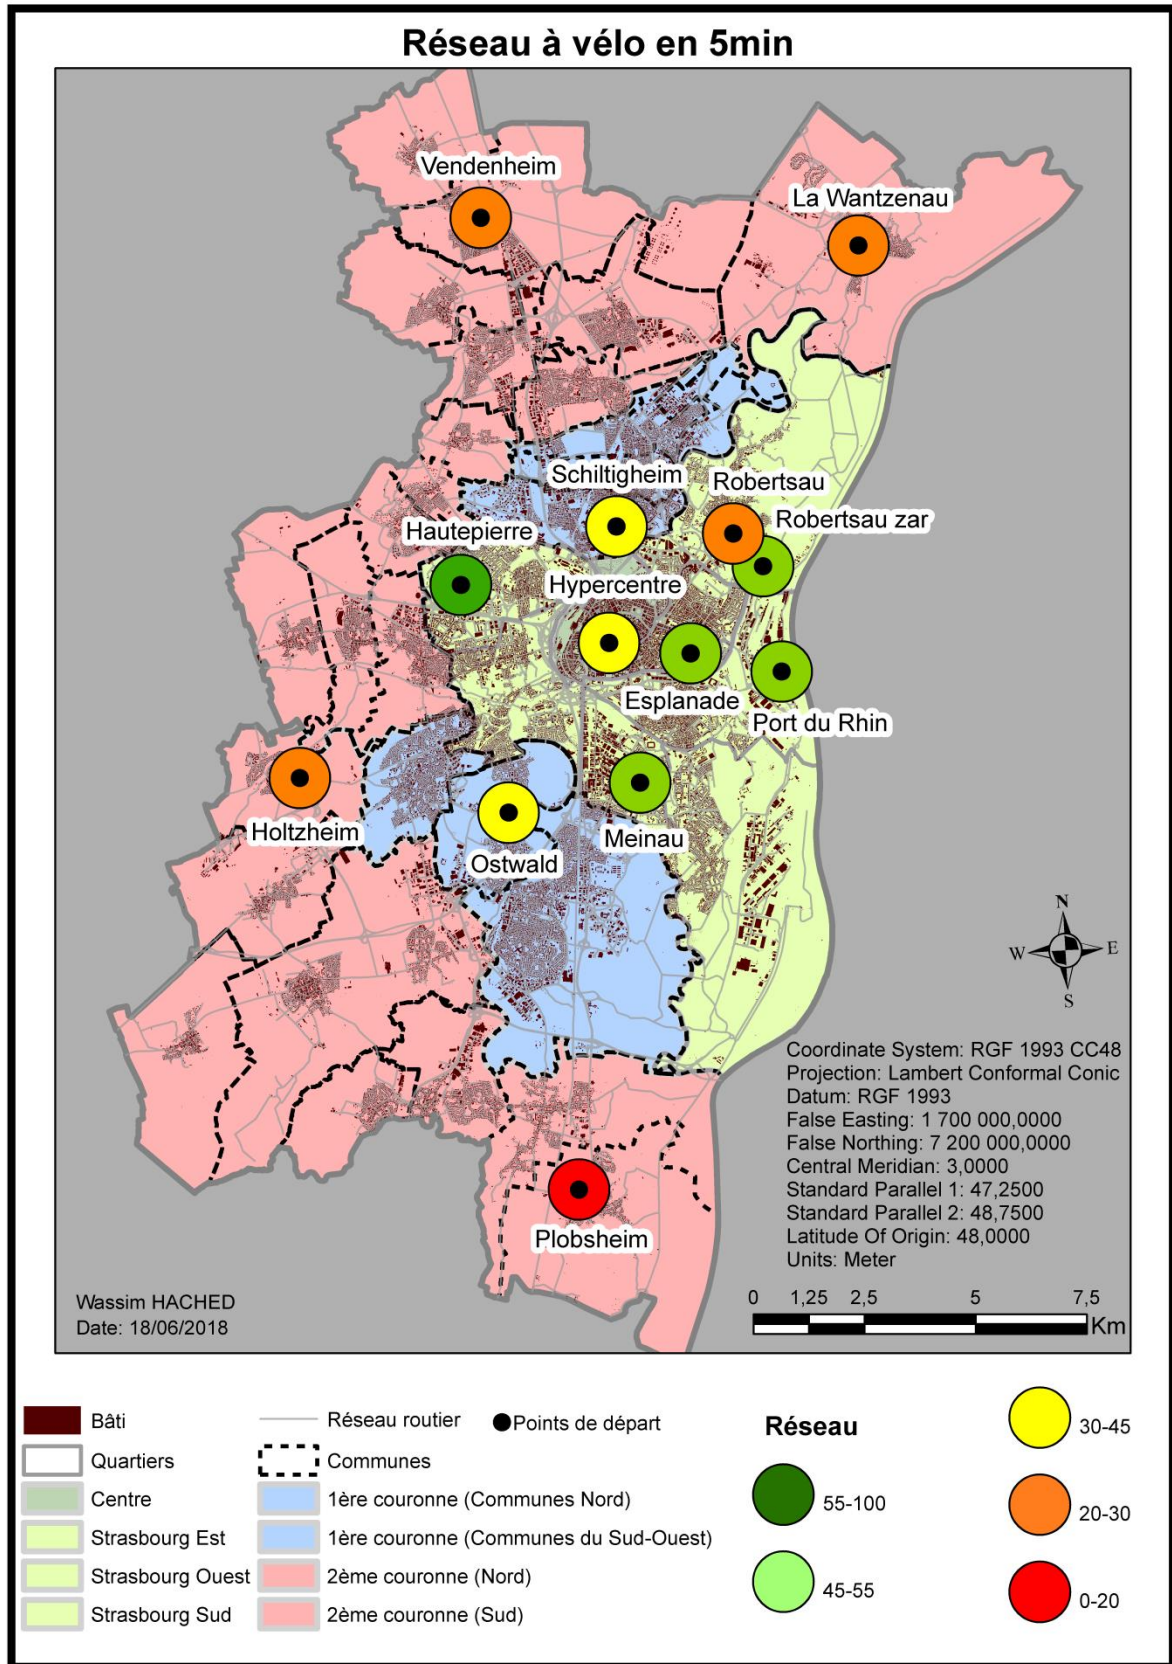 Réseau à vélo en 5min
Vendenheim
La Wantzenau
Schiltigheim
Robertsau
Robertsau zar
Hautepierre
Hypercentre
Esplanade
Port du Rhin
Holtzheim
Ostwald
Meinau
N
W
E
S
Plobsheim
Coordinate System: RGF 1993 CC48
Projection: Lambert Conformal Conic
Datum: RGF 1993
False Easting: 1 700 000,0000
False Northing: 7 200 000,0000
Central Meridian: 3,0000
Standard Parallel 1: 47,2500
Standard Parallel 2: 48,7500
Latitude Of Origin: 48,0000
Units: Meter
Wassim HACHED
Date: 18/06/2018
0 1,25 2,5 5 7,5
Km
Bâti
Quartiers
Centre
Strasbourg Est
Strasbourg Ouest
Strasbourg Sud
Réseau routier
Communes
1ère couronne (Communes Nord)
1ère couronne (Communes du Sud-Ouest)
2ème couronne (Nord)
2ème couronne (Sud)
Points de départ
Réseau
55-100
45-55
30-45
20-30
0-20